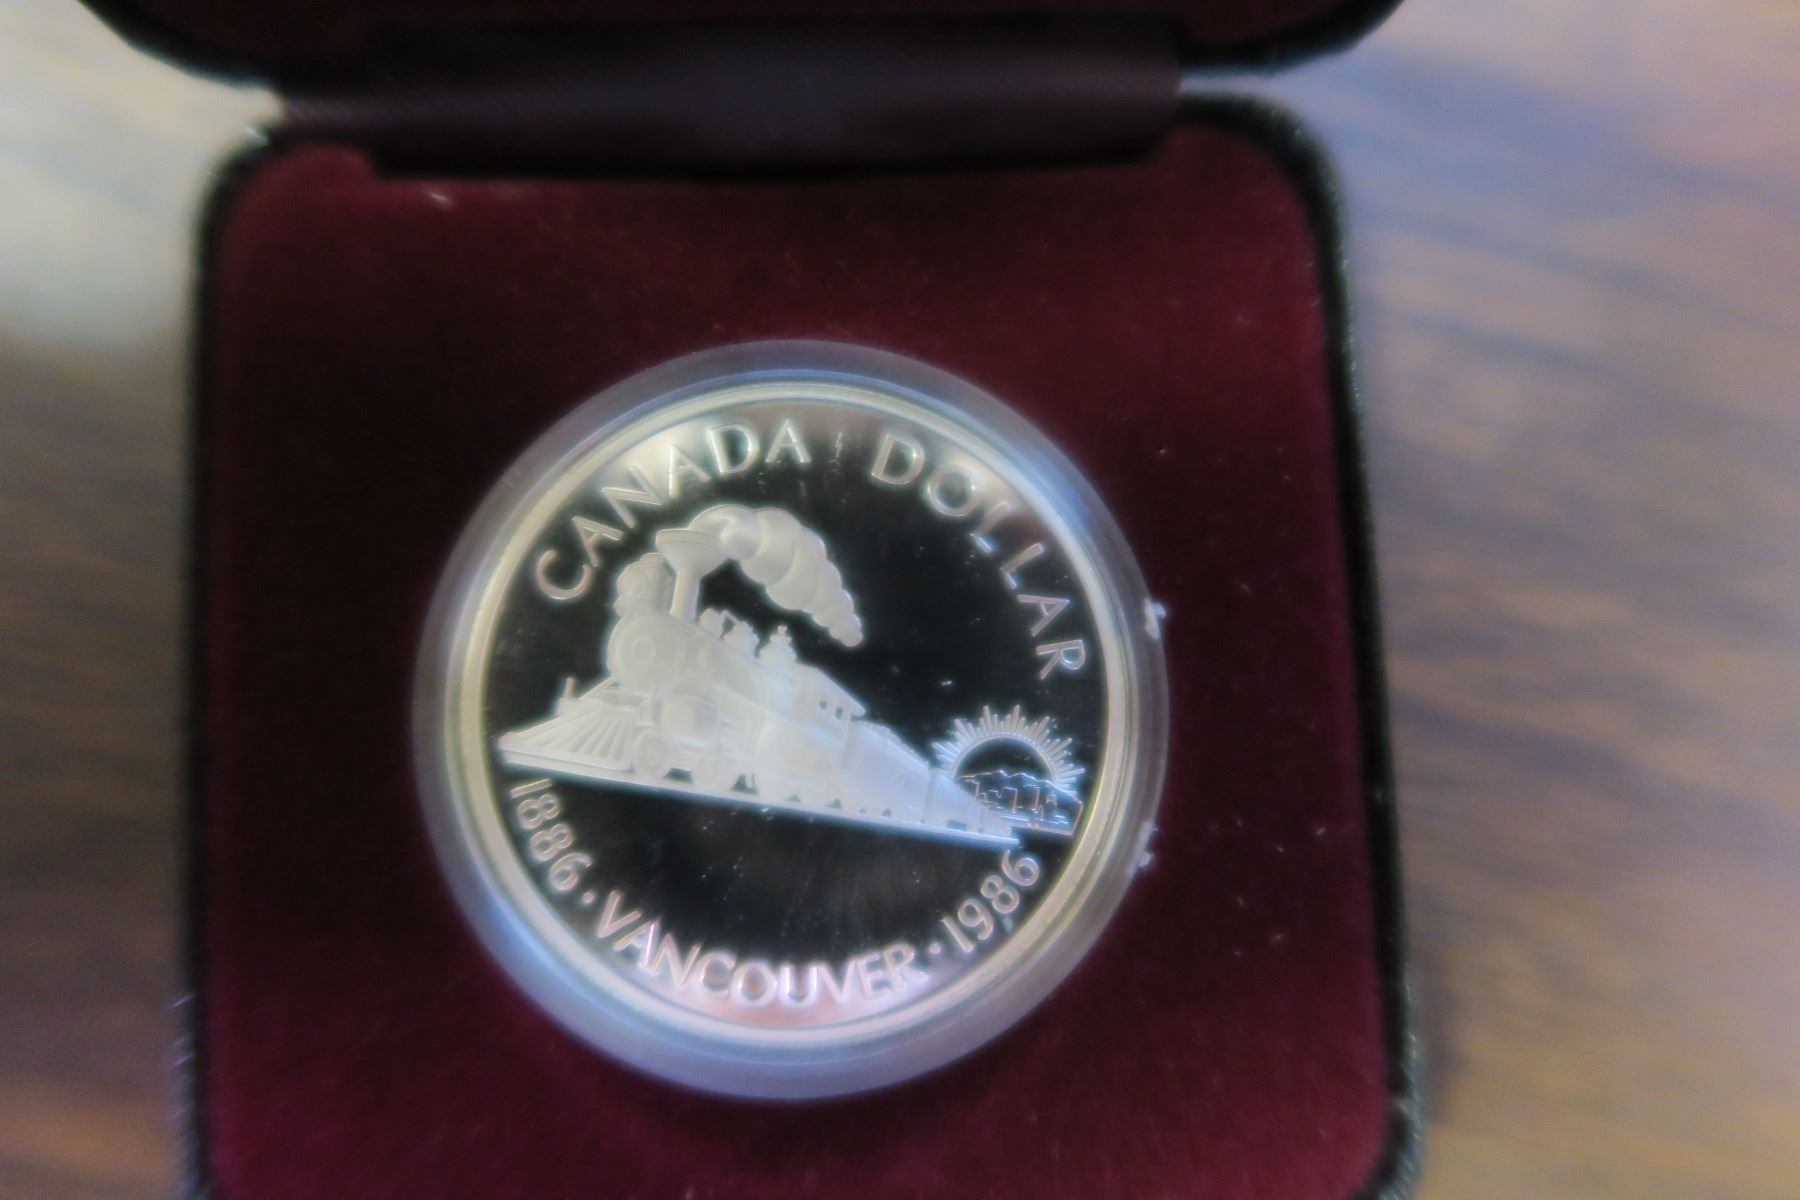 CANADA DOLLAR
1886 · VANCOUVER · 1986